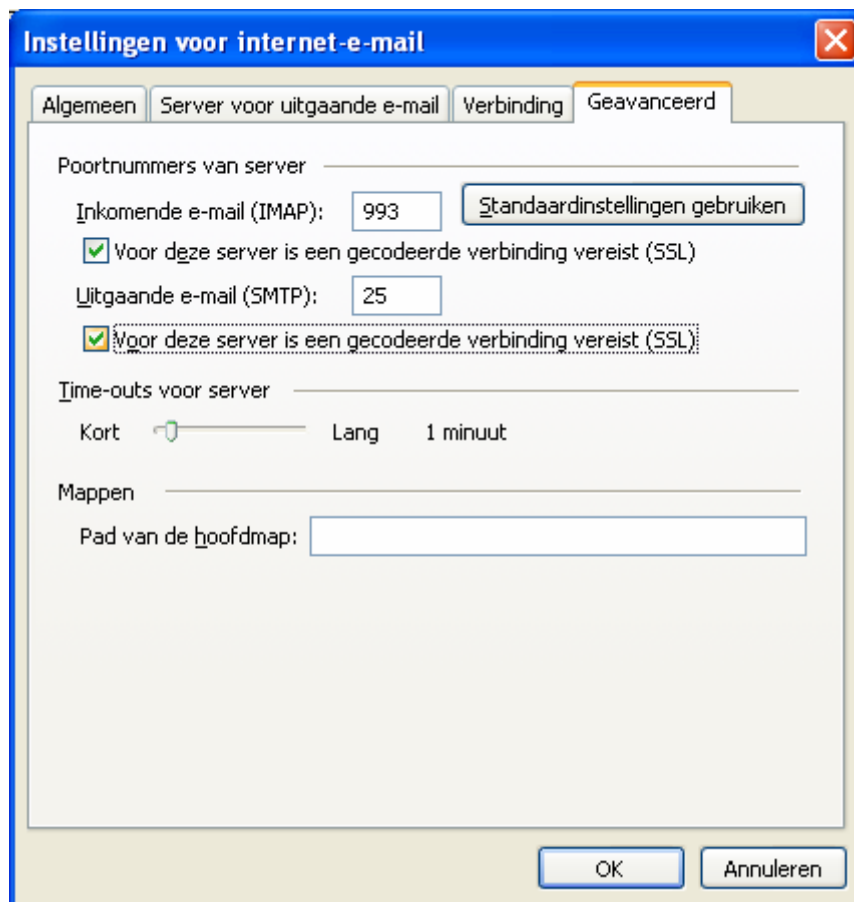 Instellingen voor internet-e-mail
Algemeen Server voor uitgaande e-mail Verbinding Geavanceerd
Poortnummers van server
Inkomende e-mail (IMAP): 993 Standaardinstellingen gebruiken
Voor deze server is een gecodeerde verbinding vereist (SSL)
Uitgaande e-mail (SMTP): 25
Voor deze server is een gecodeerde verbinding vereist (SSL)
Time-outs voor server
Kort Lang 1 minuut
Mappen
Pad van de hoofdmap:
OK Annuleren